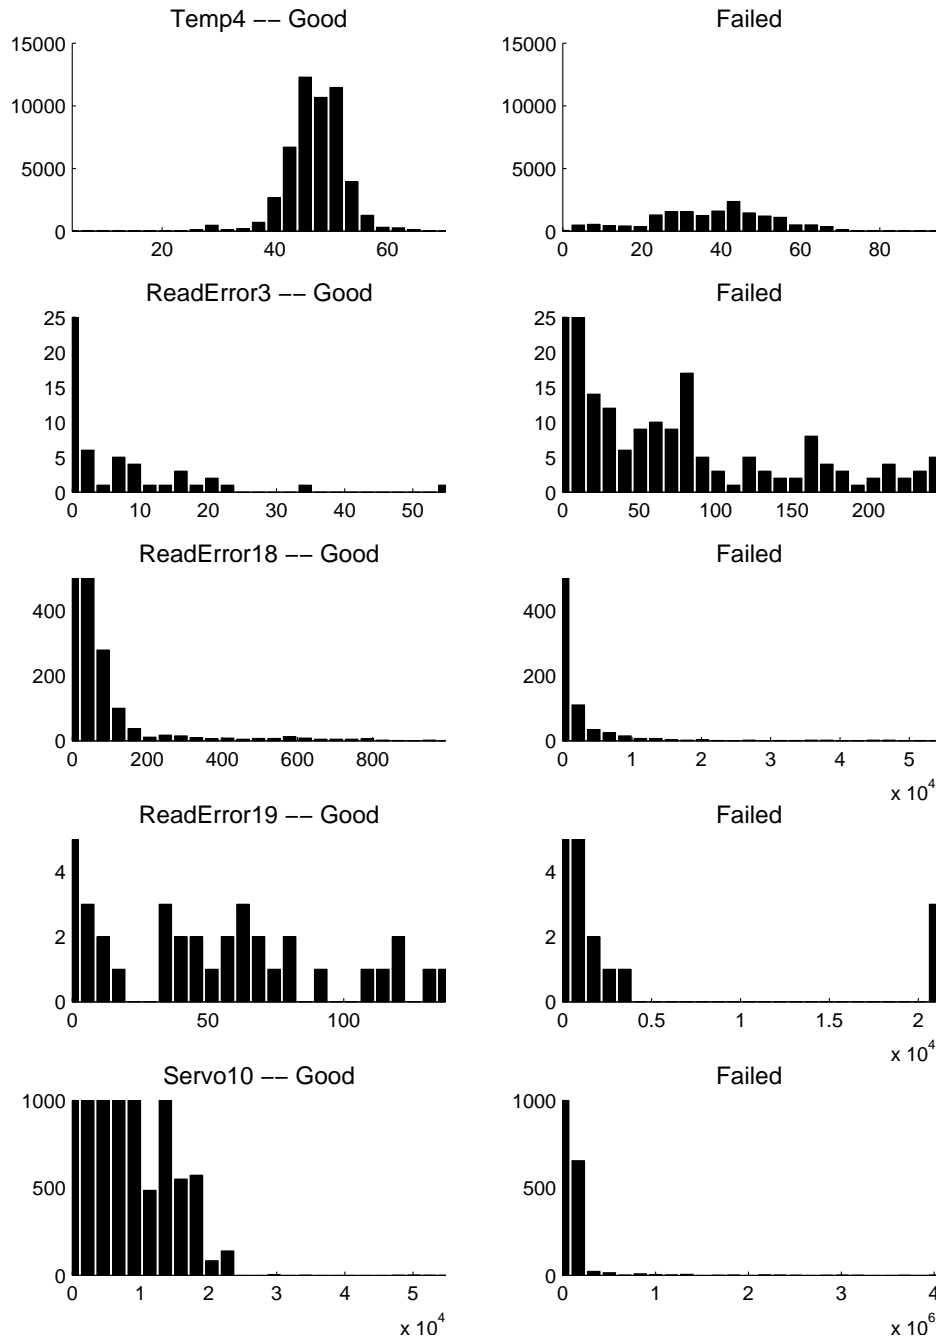 Temp4 −− Good
Failed
15000
10000
5000
0
20 40 60
15000
10000
5000
0
0 20 40 60 80
ReadError3 −− Good
Failed
25
20
15
10
5
0
0 10 20 30 40 50
25
20
15
10
5
0
0 50 100 150 200
ReadError18 −− Good
Failed
400
200
0
0 200 400 600 800
400
200
0
0 1 2 3 4 5
x 10^4
ReadError19 −− Good
Failed
4
2
0
0 50 100
4
2
0
0 0.5 1 1.5 2
x 10^4
Servo10 −− Good
Failed
1000
500
0
0 1 2 3 4 5
x 10^4
1000
500
0
0 1 2 3 4
x 10^6